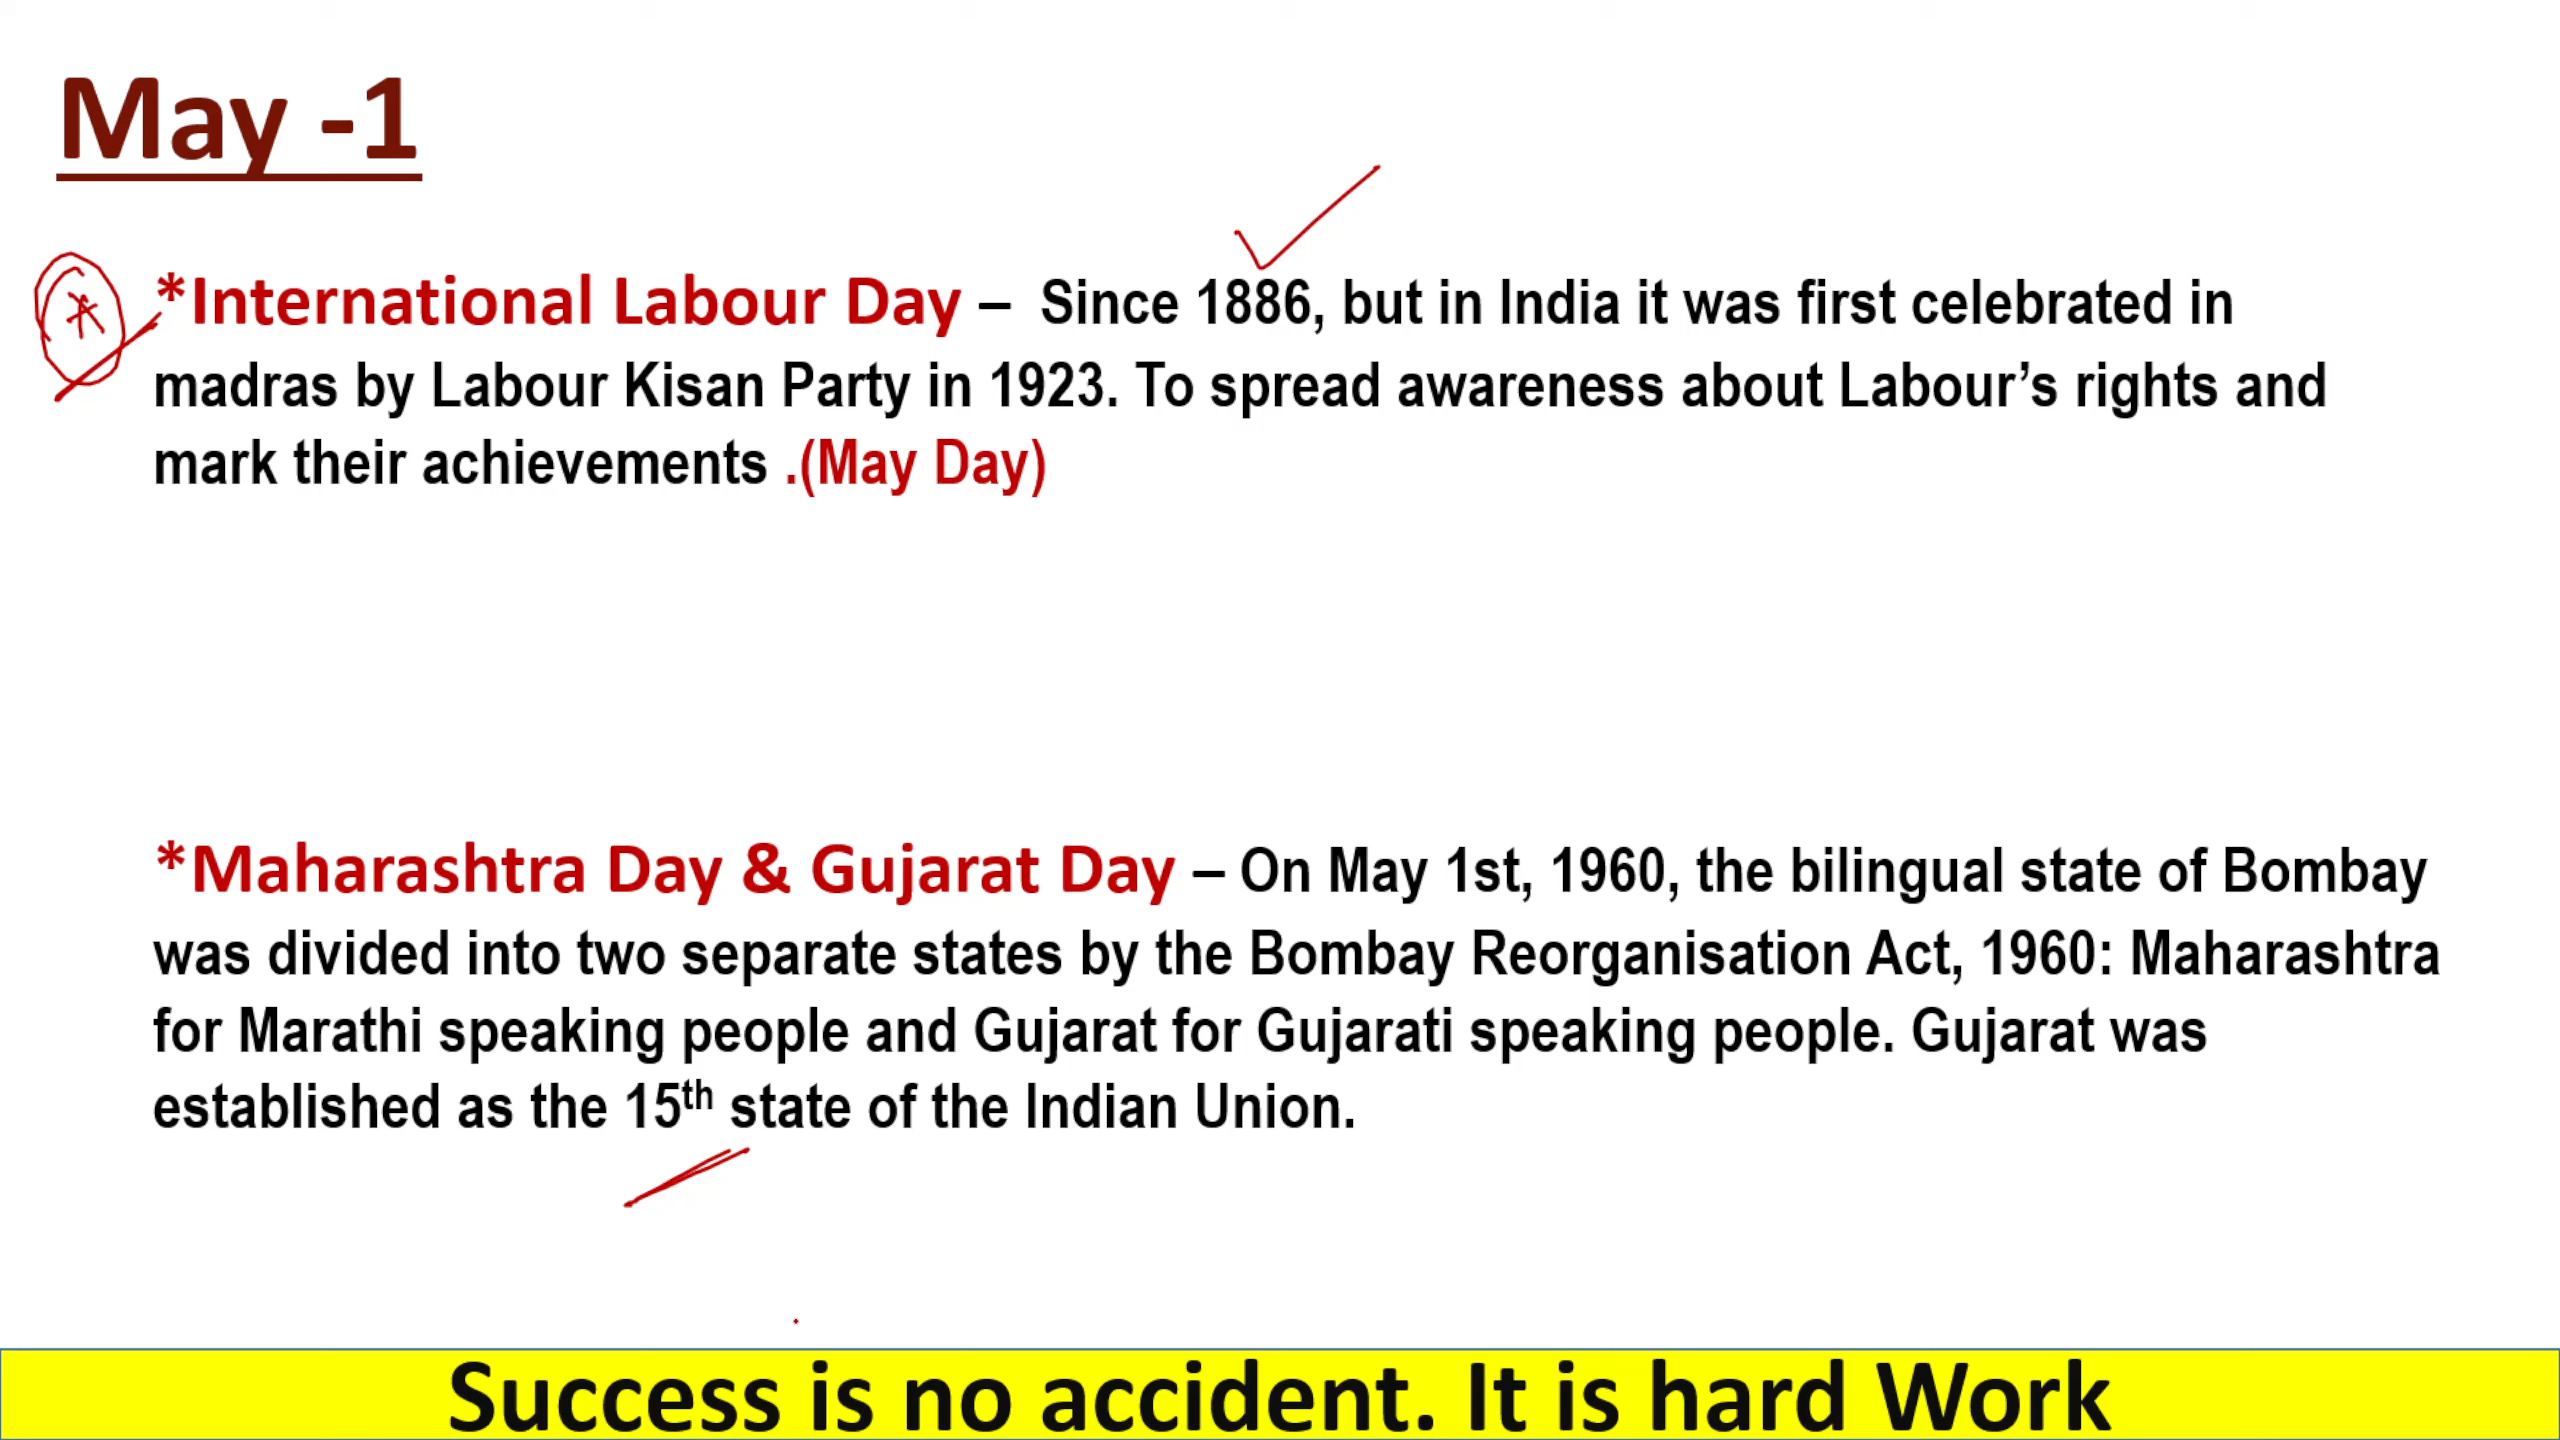 May -1
*International Labour Day – Since 1886, but in India it was first celebrated in
madras by Labour Kisan Party in 1923. To spread awareness about Labour’s rights and
mark their achievements .(May Day)
*Maharashtra Day & Gujarat Day – On May 1st, 1960, the bilingual state of Bombay
was divided into two separate states by the Bombay Reorganisation Act, 1960: Maharashtra
for Marathi speaking people and Gujarat for Gujarati speaking people. Gujarat was
established as the 15th state of the Indian Union.
Success is no accident. It is hard Work